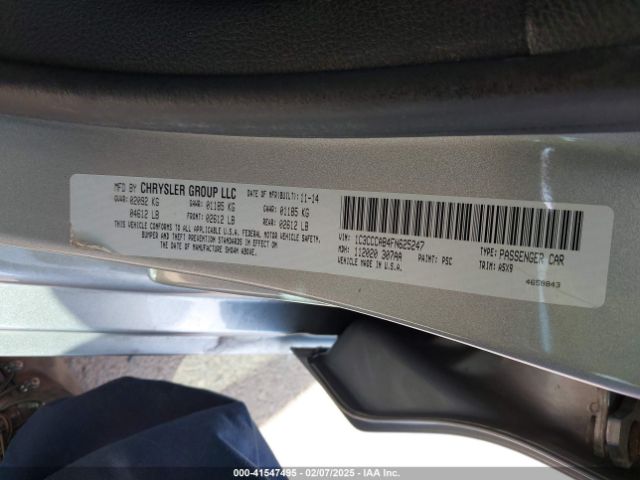 MFD BY CHRYSLER GROUP LLC DATE OF MFR(BUILT): 11-14
GVWR: 02092 KG GAWR: 01185 KG GAWR: 01185 KG
04612 LB FRONT: 02612 LB REAR: 02612 LB
THIS VEHICLE CONFORMS TO ALL APPLICABLE U.S.A. FEDERAL MOTOR VEHICLE SAFETY,
BUMPER AND THEFT PREVENTION STANDARDS IN EFFECT ON
THE DATE OF MANUFACTURE SHOWN ABOVE.
VIN: 1C3CCCAB4FN625247 TYPE: PASSENGER CAR
MDH: 112020 307AA PAINT: PSC TRIM: A5X9
VEHICLE MADE IN U.S.A. 4658843
000-41547495 - 02/07/2025 - IAA Inc.